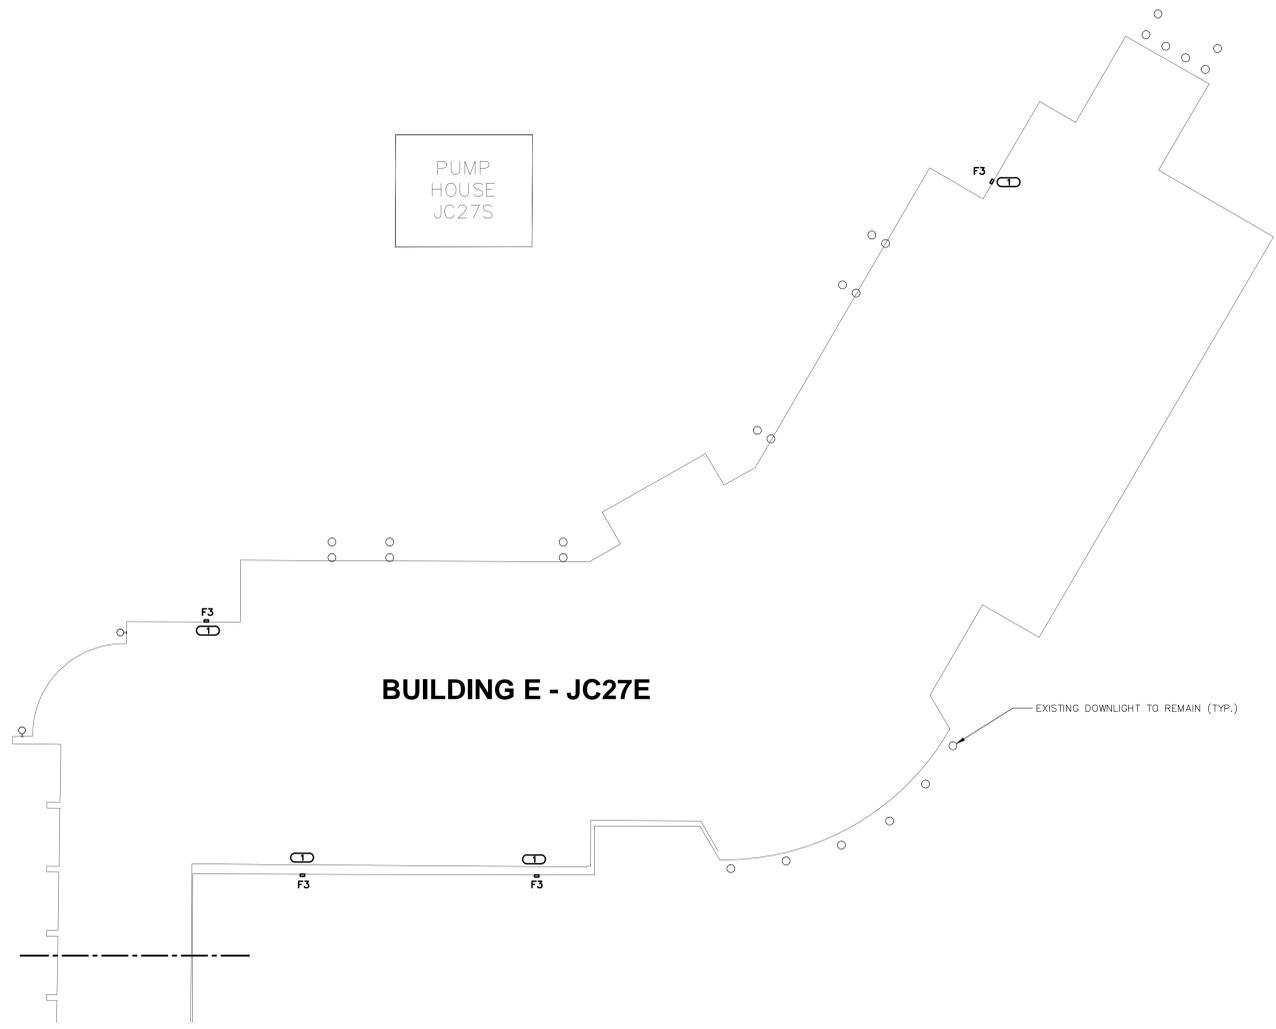 PUMP
HOUSE
JC27S
F3
1
F3
1
BUILDING E - JC27E
EXISTING DOWNLIGHT TO REMAIN (TYP.)
1
F3
1
F3